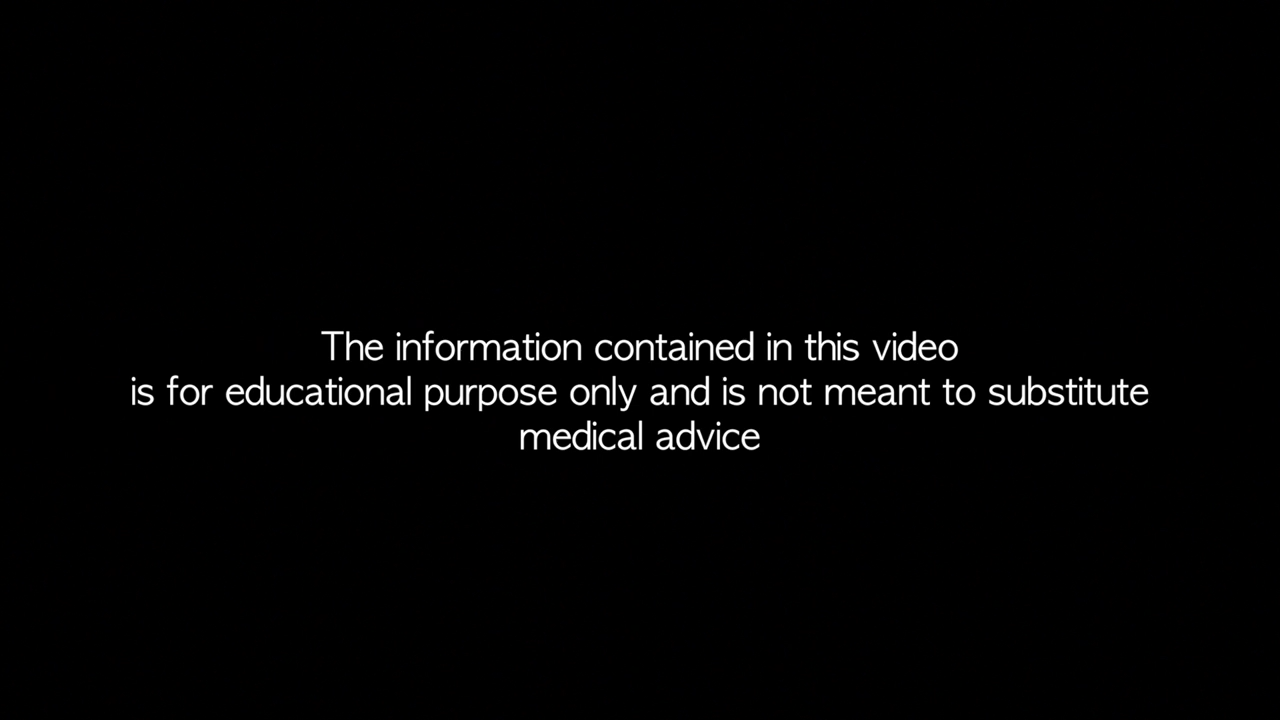 The information contained in this video
is for educational purpose only and is not meant to substitute
medical advice